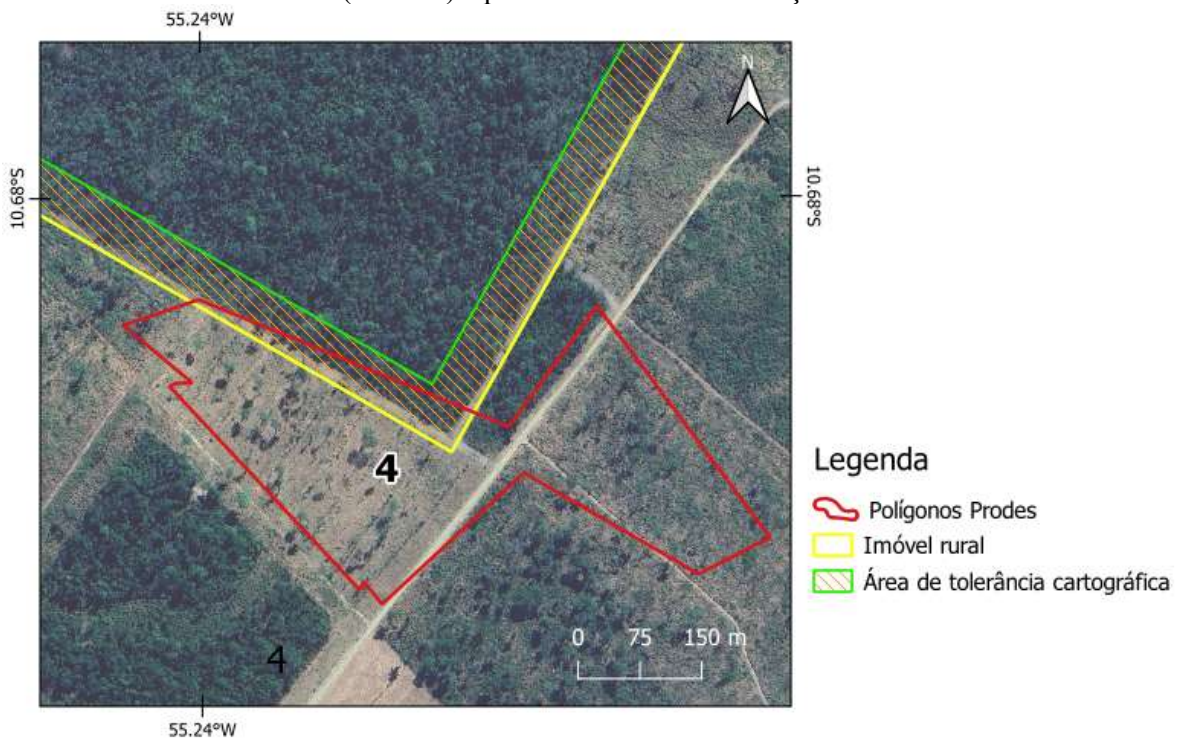 55.24°W
N
10.68°S
10.68°S
4
4
0 75 150 m
55.24°W
Legenda
Polígonos Prodes
Imóvel rural
Área de tolerância cartográfica